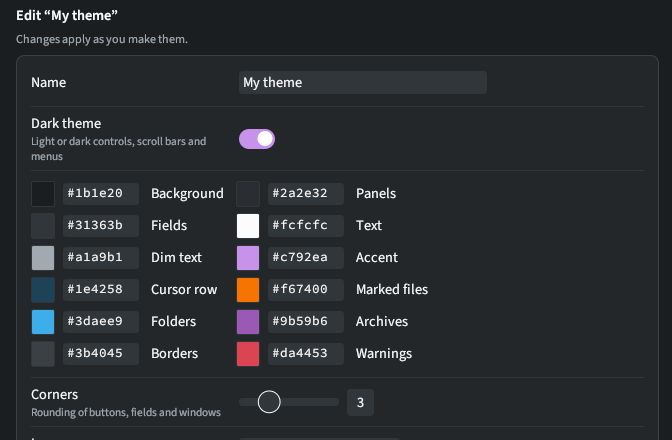 Edit “My theme”
Changes apply as you make them.
Name My theme
Dark theme
Light or dark controls, scroll bars and
menus
#1b1e20 Background #2a2e32 Panels
#31363b Fields #fcfcfc Text
#a1a9b1 Dim text #c792ea Accent
#1e4258 Cursor row #f67400 Marked files
#3daee9 Folders #9b59b6 Archives
#3b4045 Borders #da4453 Warnings
Corners
Rounding of buttons, fields and windows
3